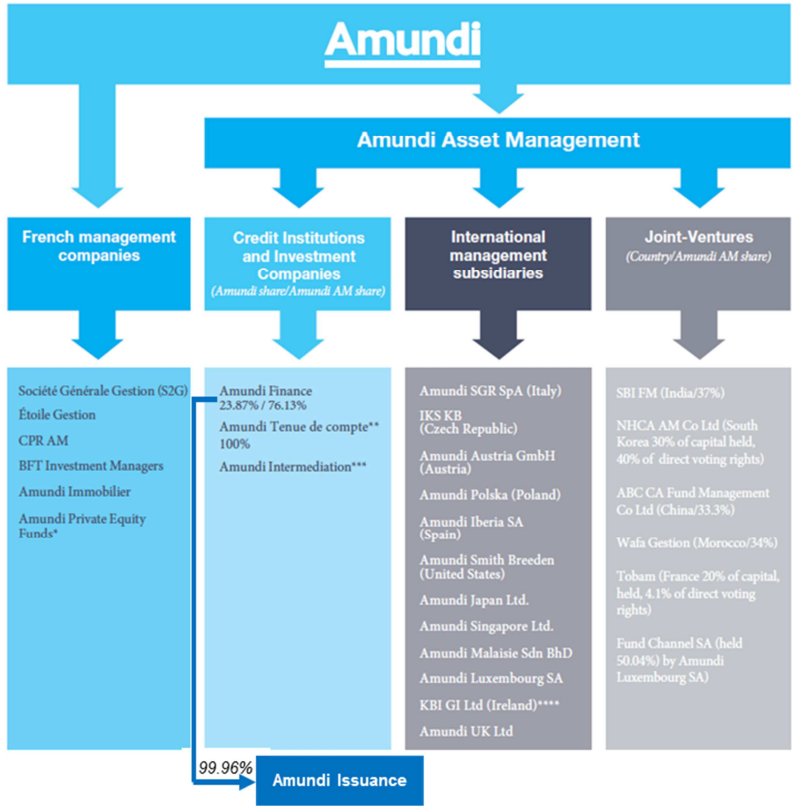 Amundi
Amundi Asset Management
French management
companies
Credit Institutions
and Investment
Companies
(Amundi share/Amundi AM share)
International
management
subsidiaries
Joint-Ventures
(Country/Amundi AM share)
Société Générale Gestion (S2G)
Étoile Gestion
CPR AM
BFT Investment Managers
Amundi Immobilier
Amundi Private Equity
Funds*
Amundi Finance
23.87% / 76.13%
Amundi Tenue de compte**
100%
Amundi Intermediation***
Amundi SGR SpA (Italy)
IKS KB
(Czech Republic)
Amundi Austria GmbH
(Austria)
Amundi Polska (Poland)
Amundi Iberia SA
(Spain)
Amundi Smith Breeden
(United States)
Amundi Japan Ltd.
Amundi Singapore Ltd.
Amundi Malaisie Sdn BhD
Amundi Luxembourg SA
KBI GI Ltd (Ireland)****
Amundi UK Ltd
SBI FM (India/37%)
NHCA AM Co Ltd (South
Korea 30% of capital held,
40% of direct voting rights)
ABC CA Fund Management
Co Ltd (China/33.3%)
Wafa Gestion (Morocco/34%)
Tobam (France 20% of capital,
held, 4.1% of direct voting
rights)
Fund Channel SA (held
50.04%) by Amundi
Luxembourg SA)
99.96%
Amundi Issuance